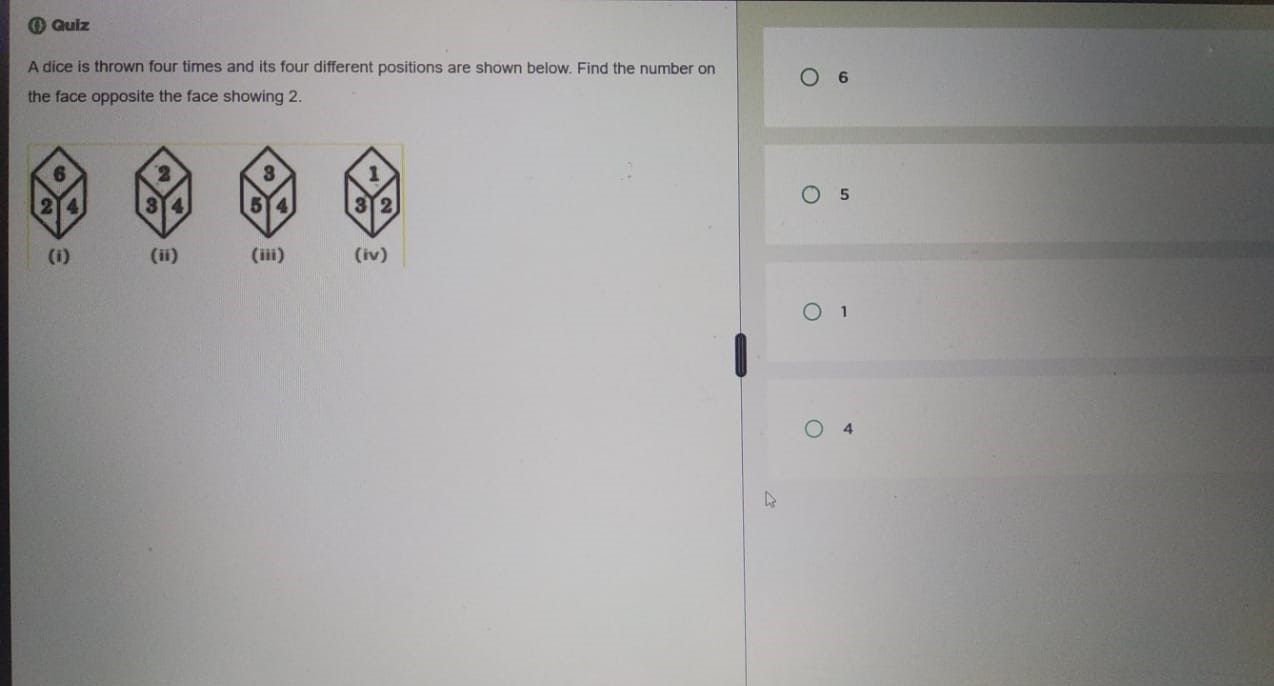 Quiz
A dice is thrown four times and its four different positions are shown below. Find the number on
the face opposite the face showing 2.
6 2 3 1
2 4 3 4 5 4 3 2
(i) (ii) (iii) (iv)
6
5
1
4